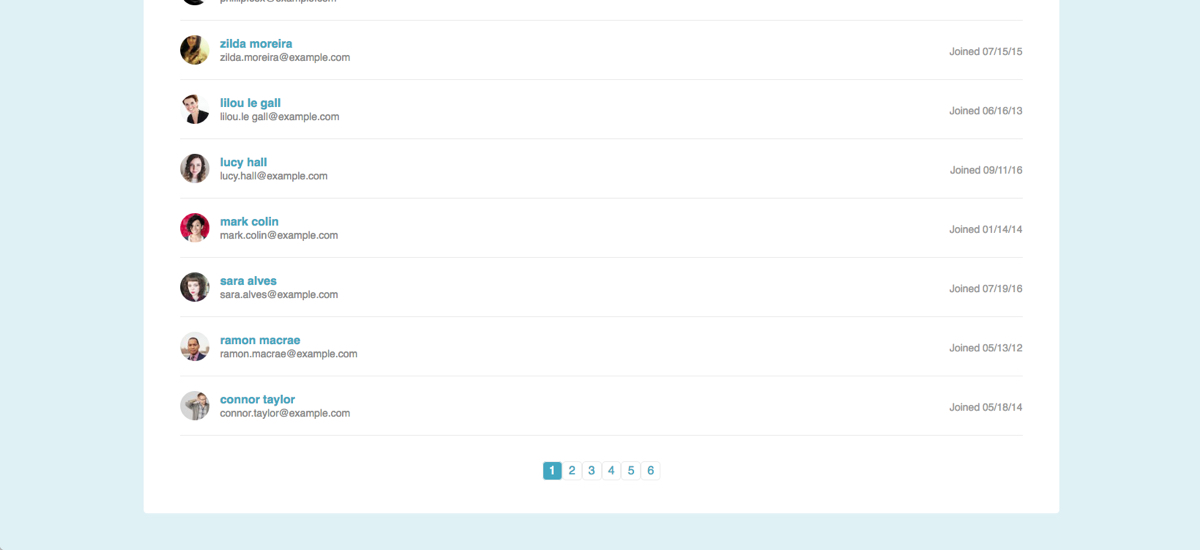 zilda moreira
zilda.moreira@example.com
Joined 07/15/15
lilou le gall
lilou.le gall@example.com
Joined 06/16/13
lucy hall
lucy.hall@example.com
Joined 09/11/16
mark colin
mark.colin@example.com
Joined 01/14/14
sara alves
sara.alves@example.com
Joined 07/19/16
ramon macrae
ramon.macrae@example.com
Joined 05/13/12
connor taylor
connor.taylor@example.com
Joined 05/18/14
1 2 3 4 5 6